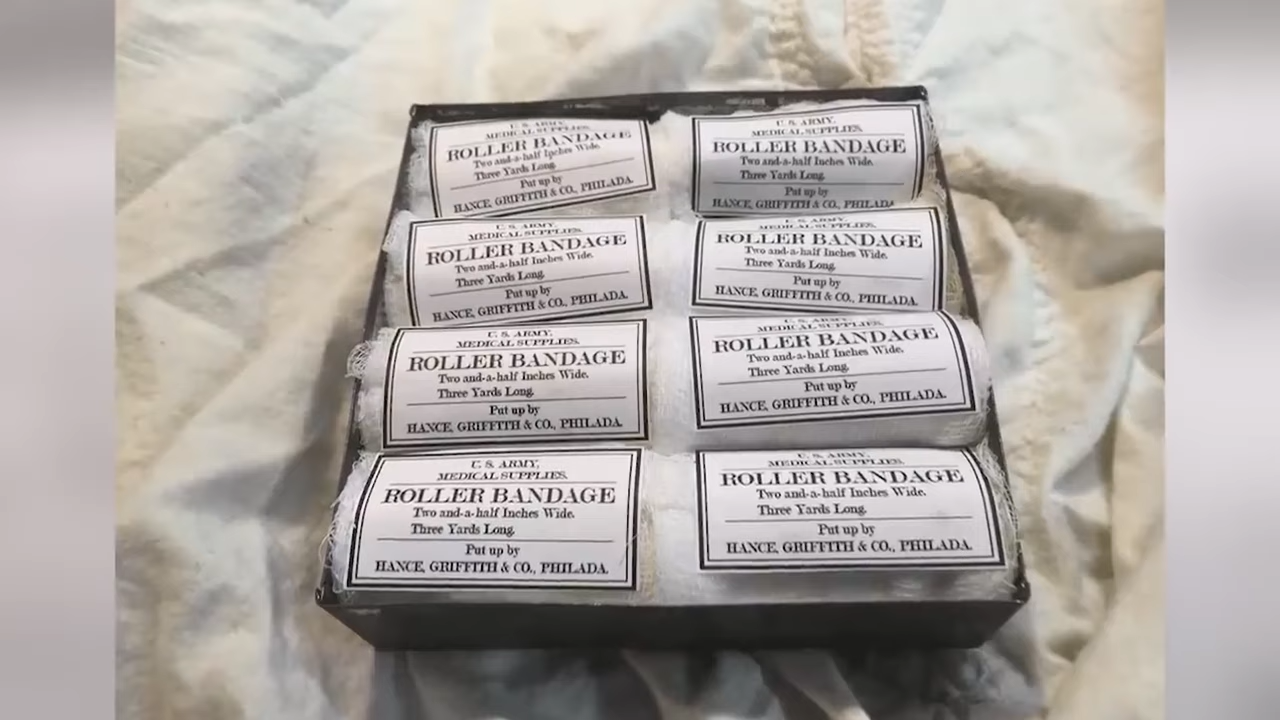 U. S. ARMY,
MEDICAL SUPPLIES.
ROLLER BANDAGE
Two and-a-half Inches Wide.
Three Yards Long.
Put up by
HANCE, GRIFFITH & CO., PHILADA.
U. S. ARMY,
MEDICAL SUPPLIES.
ROLLER BANDAGE
Two and-a-half Inches Wide.
Three Yards Long.
Put up by
HANCE, GRIFFITH & CO., PHILADA
U. S. ARMY,
MEDICAL SUPPLIES.
ROLLER BANDAGE
Two and-a-half Inches Wide.
Three Yards Long.
Put up by
HANCE, GRIFFITH & CO., PHILADA.
U. S. ARMY,
MEDICAL SUPPLIES.
ROLLER BANDAGE
Two and-a-half Inches Wide.
Three Yards Long.
Put up by
HANCE, GRIFFITH & CO., PHILADA.
U. S. ARMY,
MEDICAL SUPPLIES.
ROLLER BANDAGE
Two and-a-half Inches Wide.
Three Yards Long.
Put up by
HANCE, GRIFFITH & CO., PHILADA.
U. S. ARMY,
MEDICAL SUPPLIES.
ROLLER BANDAGE
Two and-a-half Inches Wide.
Three Yards Long.
Put up by
HANCE, GRIFFITH & CO., PHILADA.
U. S. ARMY,
MEDICAL SUPPLIES.
ROLLER BANDAGE
Two and-a-half Inches Wide.
Three Yards Long.
Put up by
HANCE, GRIFFITH & CO., PHILADA.
U. S. ARMY,
MEDICAL SUPPLIES.
ROLLER BANDAGE
Two and-a-half Inches Wide.
Three Yards Long.
Put up by
HANCE, GRIFFITH & CO., PHILADA.